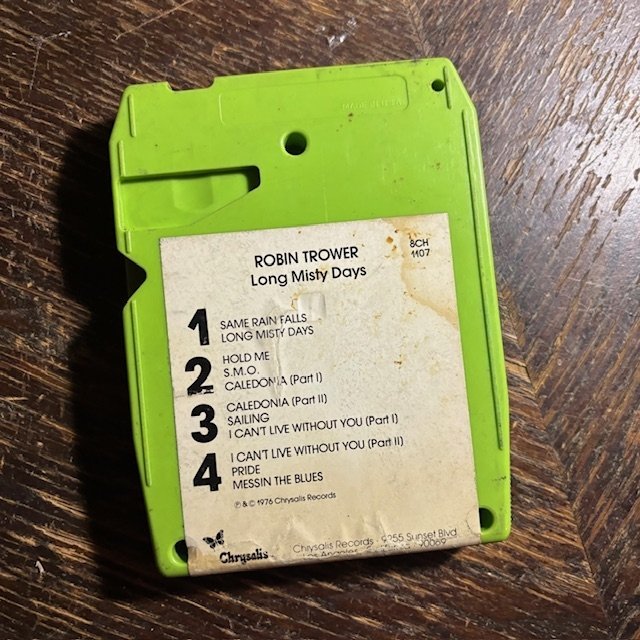 MADE IN U.S.A.
ROBIN TROWER
Long Misty Days
8CH
1107
1
SAME RAIN FALLS
LONG MISTY DAYS
2
HOLD ME
S.M.O.
CALEDONIA (Part I)
3
CALEDONIA (Part II)
SAILING
I CAN'T LIVE WITHOUT YOU (Part I)
4
I CAN'T LIVE WITHOUT YOU (Part II)
PRIDE
MESSIN THE BLUES
℗ & © 1976 Chrysalis Records
Chrysalis
Chrysalis Records · 9255 Sunset Blvd.
Los Angeles, 90069